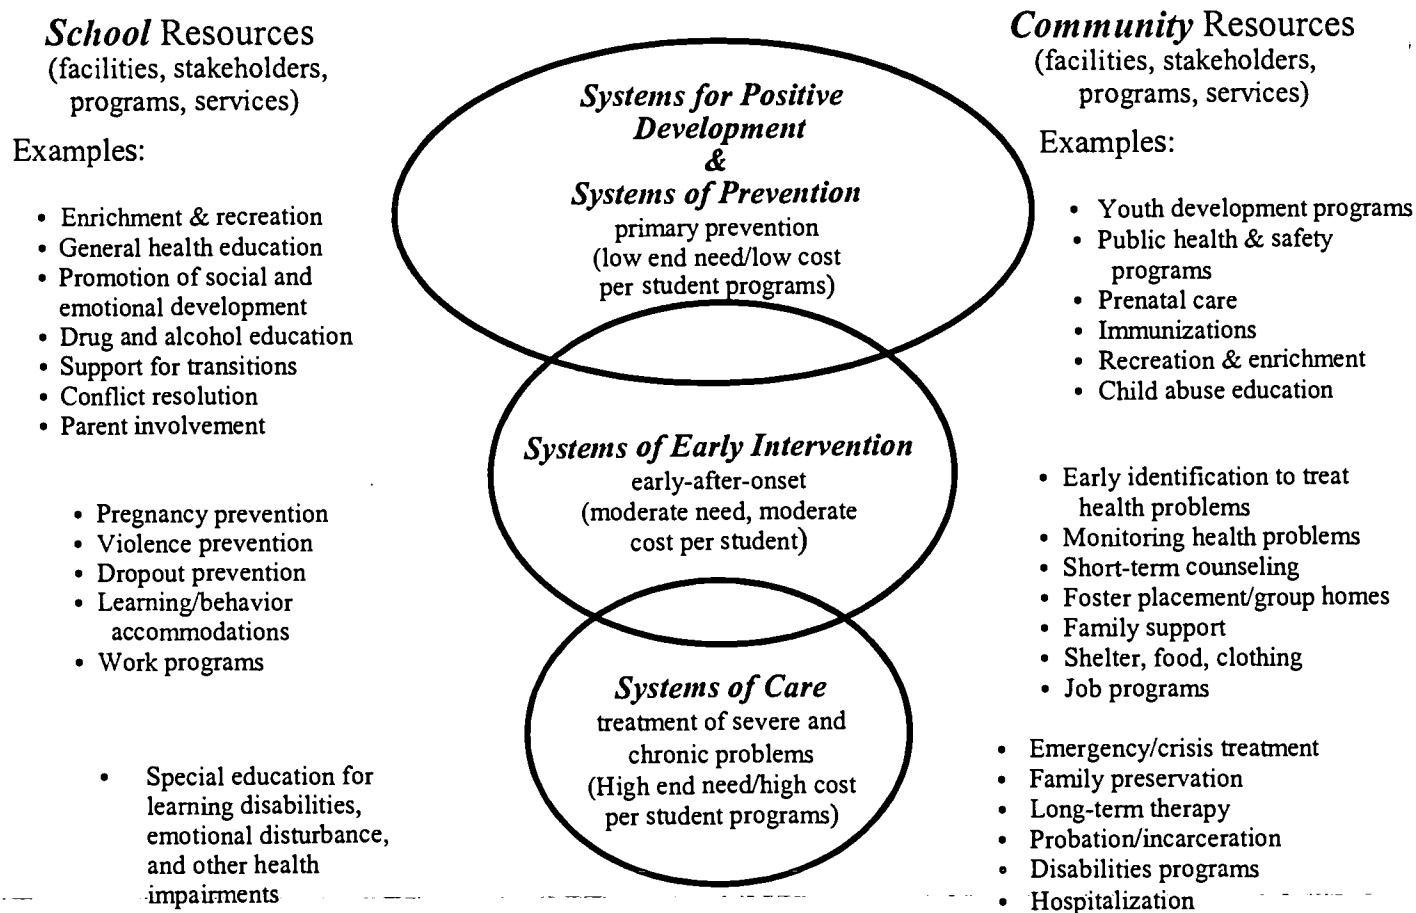 School Resources
(facilities, stakeholders,
programs, services)
Examples:
• Enrichment & recreation
• General health education
• Promotion of social and
emotional development
• Drug and alcohol education
• Support for transitions
• Conflict resolution
• Parent involvement
• Pregnancy prevention
• Violence prevention
• Dropout prevention
• Learning/behavior
accommodations
• Work programs
• Special education for
learning disabilities,
emotional disturbance,
and other health
impairments
Systems for Positive
Development
&
Systems of Prevention
primary prevention
(low end need/low cost
per student programs)
Systems of Early Intervention
early-after-onset
(moderate need, moderate
cost per student)
Systems of Care
treatment of severe and
chronic problems
(High end need/high cost
per student programs)
Community Resources
(facilities, stakeholders,
programs, services)
Examples:
• Youth development programs
• Public health & safety
programs
• Prenatal care
• Immunizations
• Recreation & enrichment
• Child abuse education
• Early identification to treat
health problems
• Monitoring health problems
• Short-term counseling
• Foster placement/group homes
• Family support
• Shelter, food, clothing
• Job programs
• Emergency/crisis treatment
• Family preservation
• Long-term therapy
• Probation/incarceration
• Disabilities programs
• Hospitalization